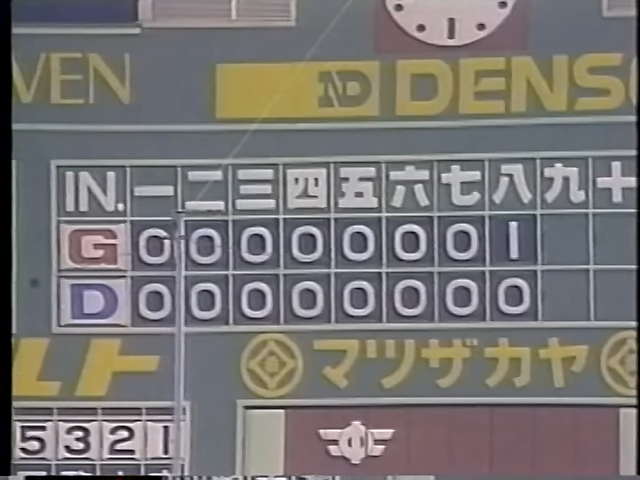 VEN DENS
IN. 一 二 三 四 五 六 七 八 九 十
G 0 0 0 0 0 0 0 1
D 0 0 0 0 0 0 0 0
ルト マツザカヤ
5 3 2 1